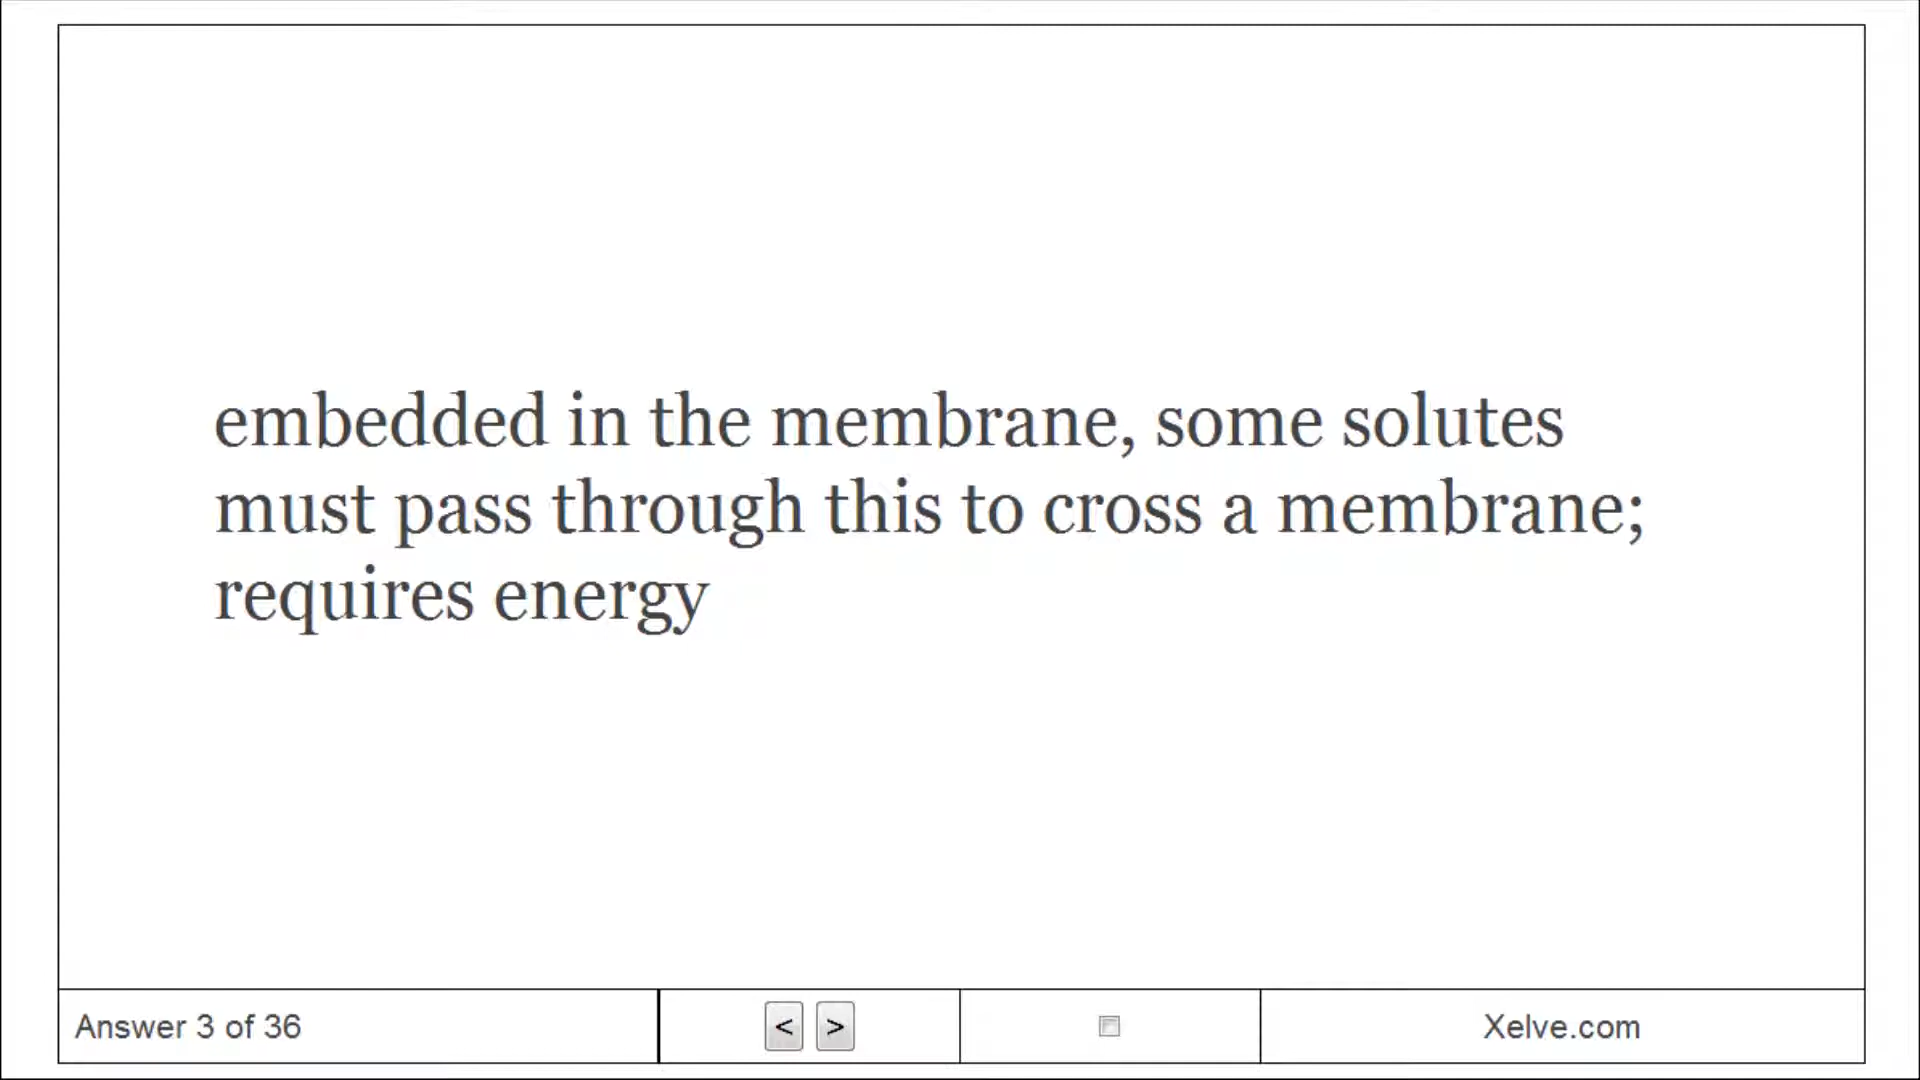 embedded in the membrane, some solutes
must pass through this to cross a membrane;
requires energy
Answer 3 of 36
< >
Xelve.com